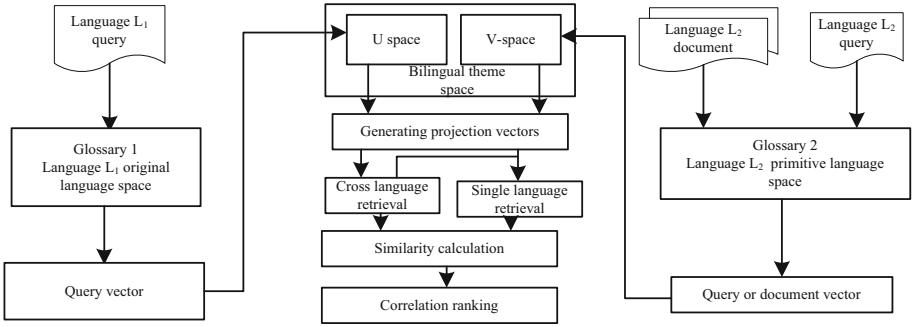 Language L₁
query
Glossary 1
Language L₁ original
language space
Query vector
U space
V-space
Bilingual theme
space
Generating projection vectors
Cross language
retrieval
Single language
retrieval
Similarity calculation
Correlation ranking
Language L₂
document
Language L₂
query
Glossary 2
Language L₂ primitive language
space
Query or document vector